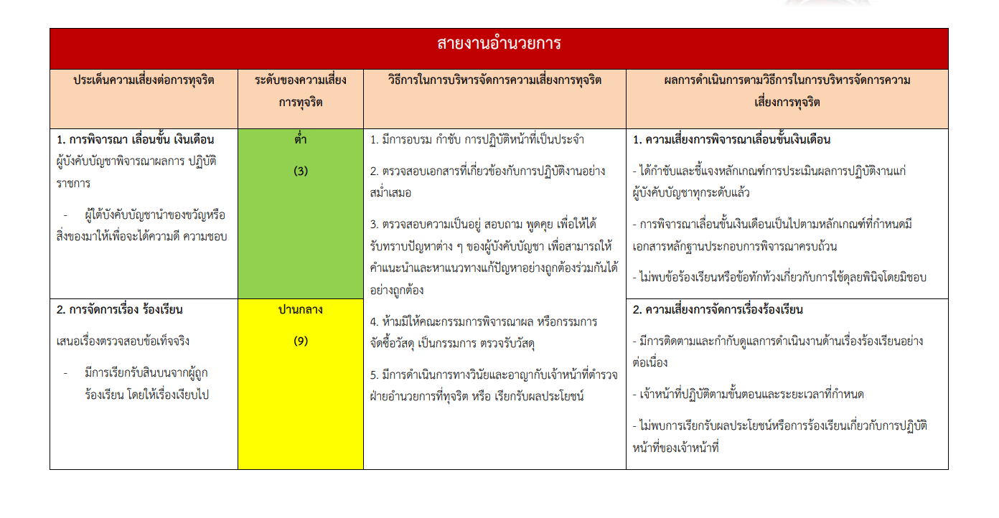 สายงานอำนวยการ
ประเด็นความเสี่ยงต่อการทุจริต
ระดับของความเสี่ยง
การทุจริต
วิธีการในการบริหารจัดการความเสี่ยงการทุจริต
ผลการดำเนินการตามวิธีการในการบริหารจัดการความ
เสี่ยงการทุจริต
1. การพิจารณา เลื่อนขั้น เงินเดือน
ผู้บังคับบัญชาพิจารณาผลการ ปฏิบัติ
ราชการ
- ผู้ใต้บังคับบัญชานำของขวัญหรือ
สิ่งของมาให้เพื่อจะได้ความดี ความชอบ
ต่ำ
(3)
1. มีการอบรม กำชับ การปฏิบัติหน้าที่เป็นประจำ
2. ตรวจสอบเอกสารที่เกี่ยวข้องกับการปฏิบัติงานอย่าง
สม่ำเสมอ
3. ตรวจสอบความเป็นอยู่ สอบถาม พูดคุย เพื่อให้ได้
รับทราบปัญหาต่าง ๆ ของผู้บังคับบัญชา เพื่อสามารถให้
คำแนะนำและหาแนวทางแก้ปัญหาอย่างถูกต้องร่วมกันได้
อย่างถูกต้อง
4. ห้ามมิให้คณะกรรมการพิจารณาผล หรือกรรมการ
จัดซื้อวัสดุ เป็นกรรมการ ตรวจรับวัสดุ
5. มีการดำเนินการทางวินัยและอาญากับเจ้าหน้าที่ตำรวจ
ฝ่ายอำนวยการที่ทุจริต หรือ เรียกรับผลประโยชน์
1. ความเสี่ยงการพิจารณาเลื่อนขั้นเงินเดือน
- ได้กำชับและชี้แจงหลักเกณฑ์การประเมินผลการปฏิบัติงานแก่
ผู้บังคับบัญชาทุกระดับแล้ว
- การพิจารณาเลื่อนขั้นเงินเดือนเป็นไปตามหลักเกณฑ์ที่กำหนดมี
เอกสารหลักฐานประกอบการพิจารณาครบถ้วน
- ไม่พบข้อร้องเรียนหรือข้อทักท้วงเกี่ยวกับการใช้ดุลยพินิจโดยมิชอบ
2. การจัดการเรื่อง ร้องเรียน
เสนอเรื่องตรวจสอบข้อเท็จจริง
- มีการเรียกรับสินบนจากผู้ถูก
ร้องเรียน โดยให้เรื่องเงียบไป
ปานกลาง
(9)
2. ความเสี่ยงการจัดการเรื่องร้องเรียน
- มีการติดตามและกำกับดูแลการดำเนินงานด้านเรื่องร้องเรียนอย่าง
ต่อเนื่อง
- เจ้าหน้าที่ปฏิบัติตามขั้นตอนและระยะเวลาที่กำหนด
- ไม่พบการเรียกรับผลประโยชน์หรือการร้องเรียนเกี่ยวกับการปฏิบัติ
หน้าที่ของเจ้าหน้าที่